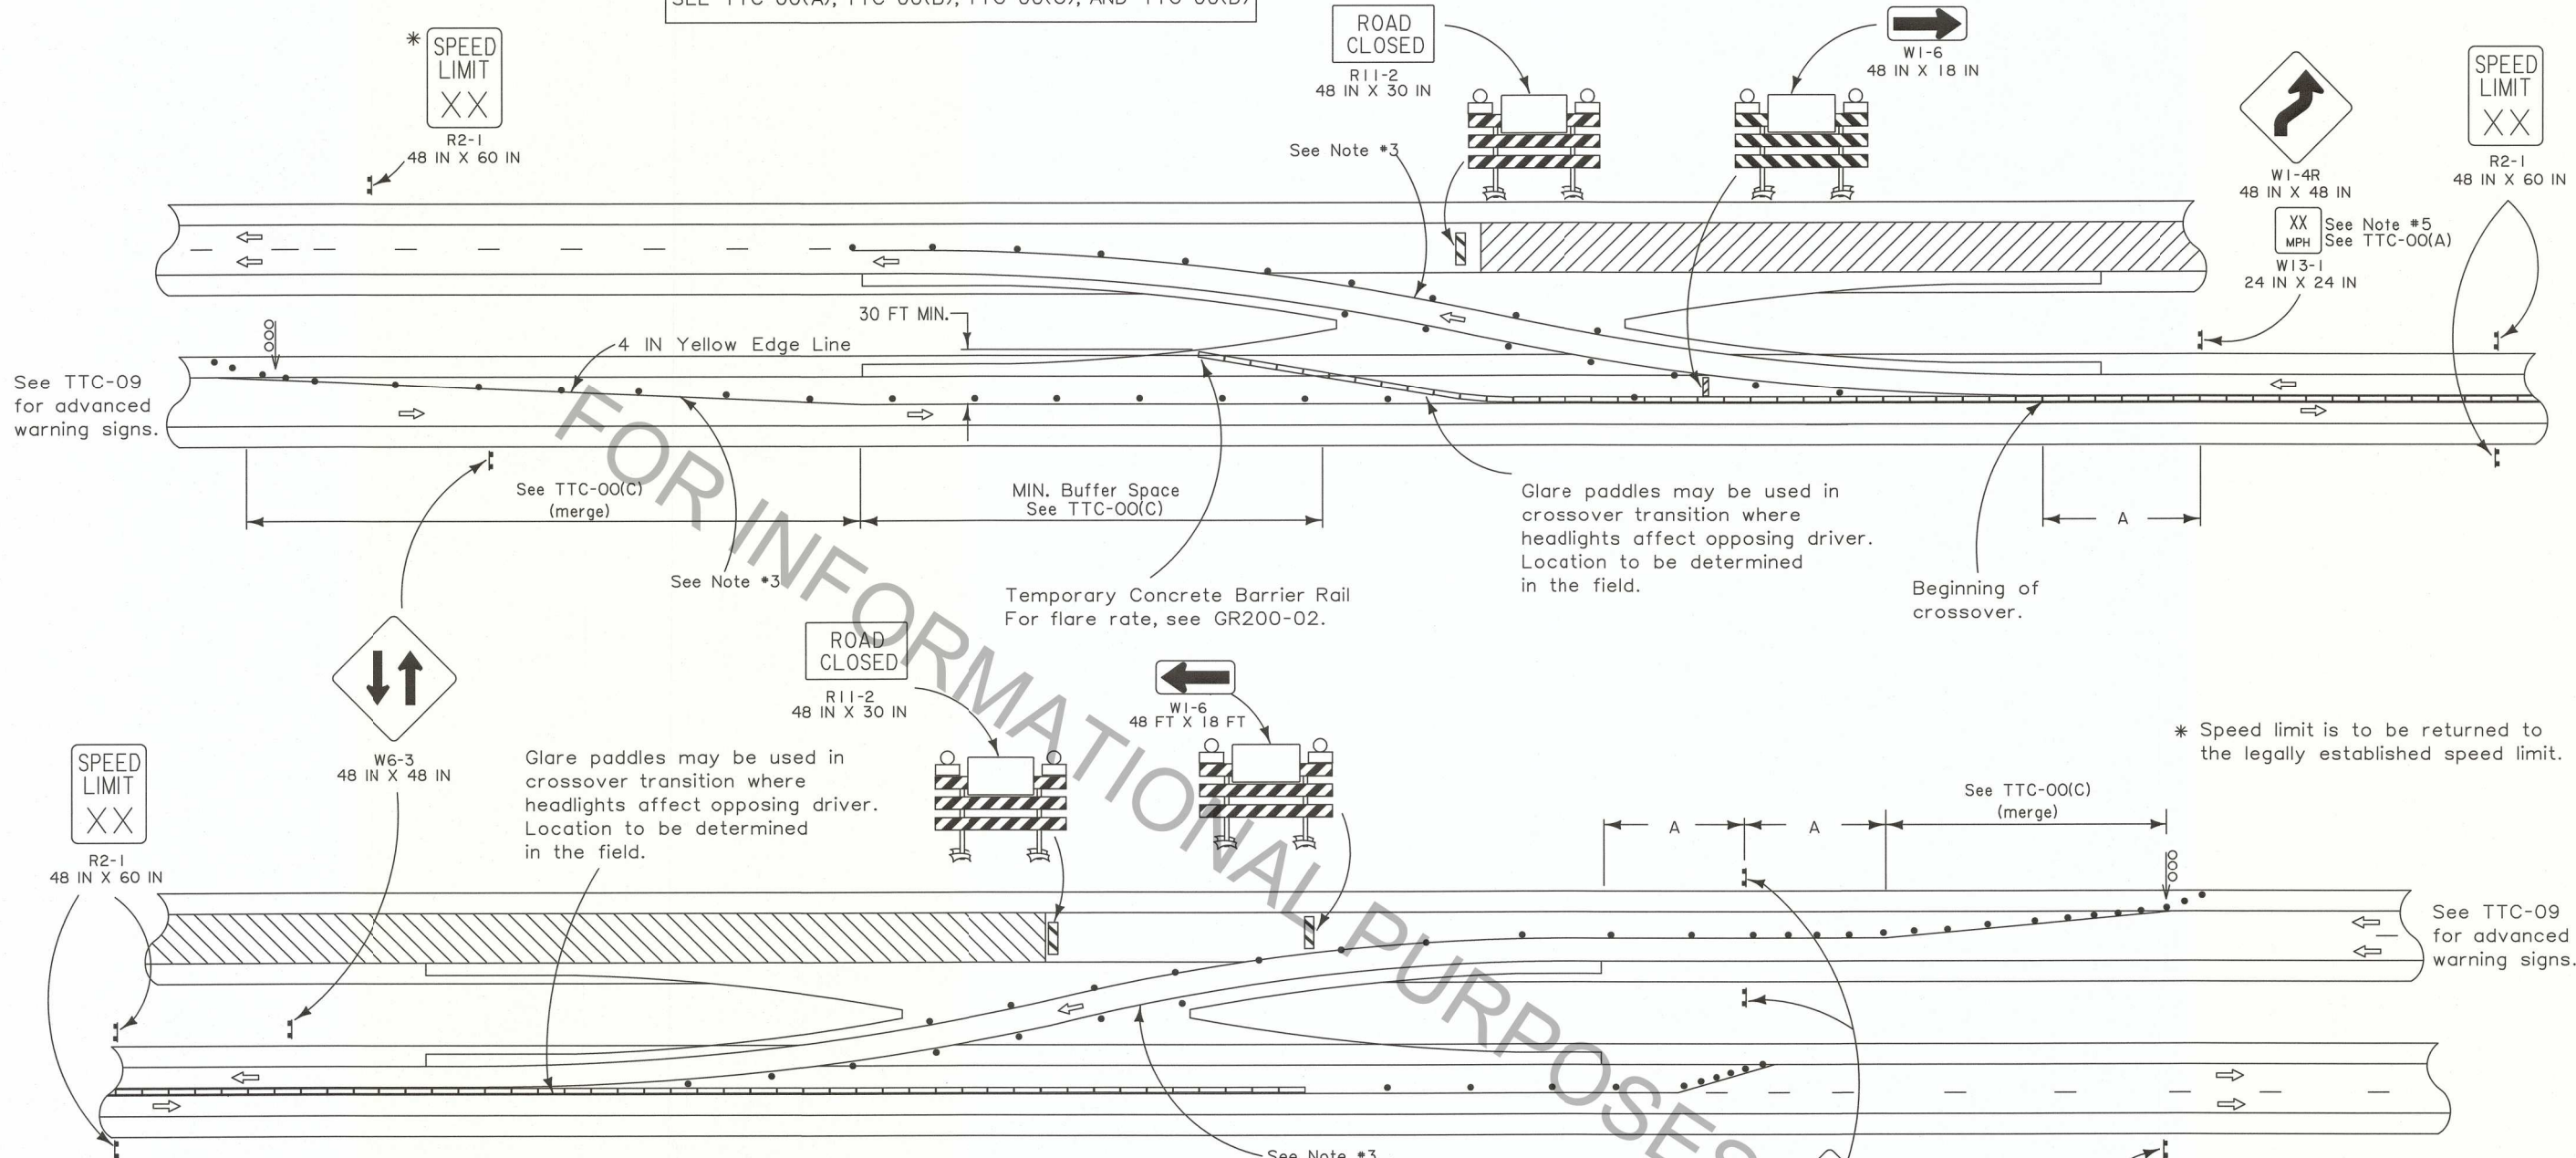 SEE TTC-00(A), TTC-00(B), TTC-00(C), AND TTC-00(D)
* SPEED
LIMIT
XX
R2-1
48 IN X 60 IN
ROAD
CLOSED
R11-2
48 IN X 30 IN
W1-6
48 IN X 18 IN
See Note #3
W1-4R
48 IN X 48 IN
XX
MPH
See Note #5
See TTC-00(A)
W13-1
24 IN X 24 IN
SPEED
LIMIT
XX
R2-1
48 IN X 60 IN
30 FT MIN.
4 IN Yellow Edge Line
See TTC-09
for advanced
warning signs.
See TTC-00(C)
(merge)
MIN. Buffer Space
See TTC-00(C)
See Note #3
Temporary Concrete Barrier Rail
For flare rate, see GR200-02.
Glare paddles may be used in
crossover transition where
headlights affect opposing driver.
Location to be determined
in the field.
A
Beginning of
crossover.
FOR INFORMATIONAL PURPOSES
W6-3
48 IN X 48 IN
SPEED
LIMIT
XX
R2-1
48 IN X 60 IN
Glare paddles may be used in
crossover transition where
headlights affect opposing driver.
Location to be determined
in the field.
ROAD
CLOSED
R11-2
48 IN X 30 IN
W1-6
48 FT X 18 FT
* Speed limit is to be returned to
the legally established speed limit.
See TTC-00(C)
(merge)
A
A
See TTC-09
for advanced
warning signs.
See Note #3